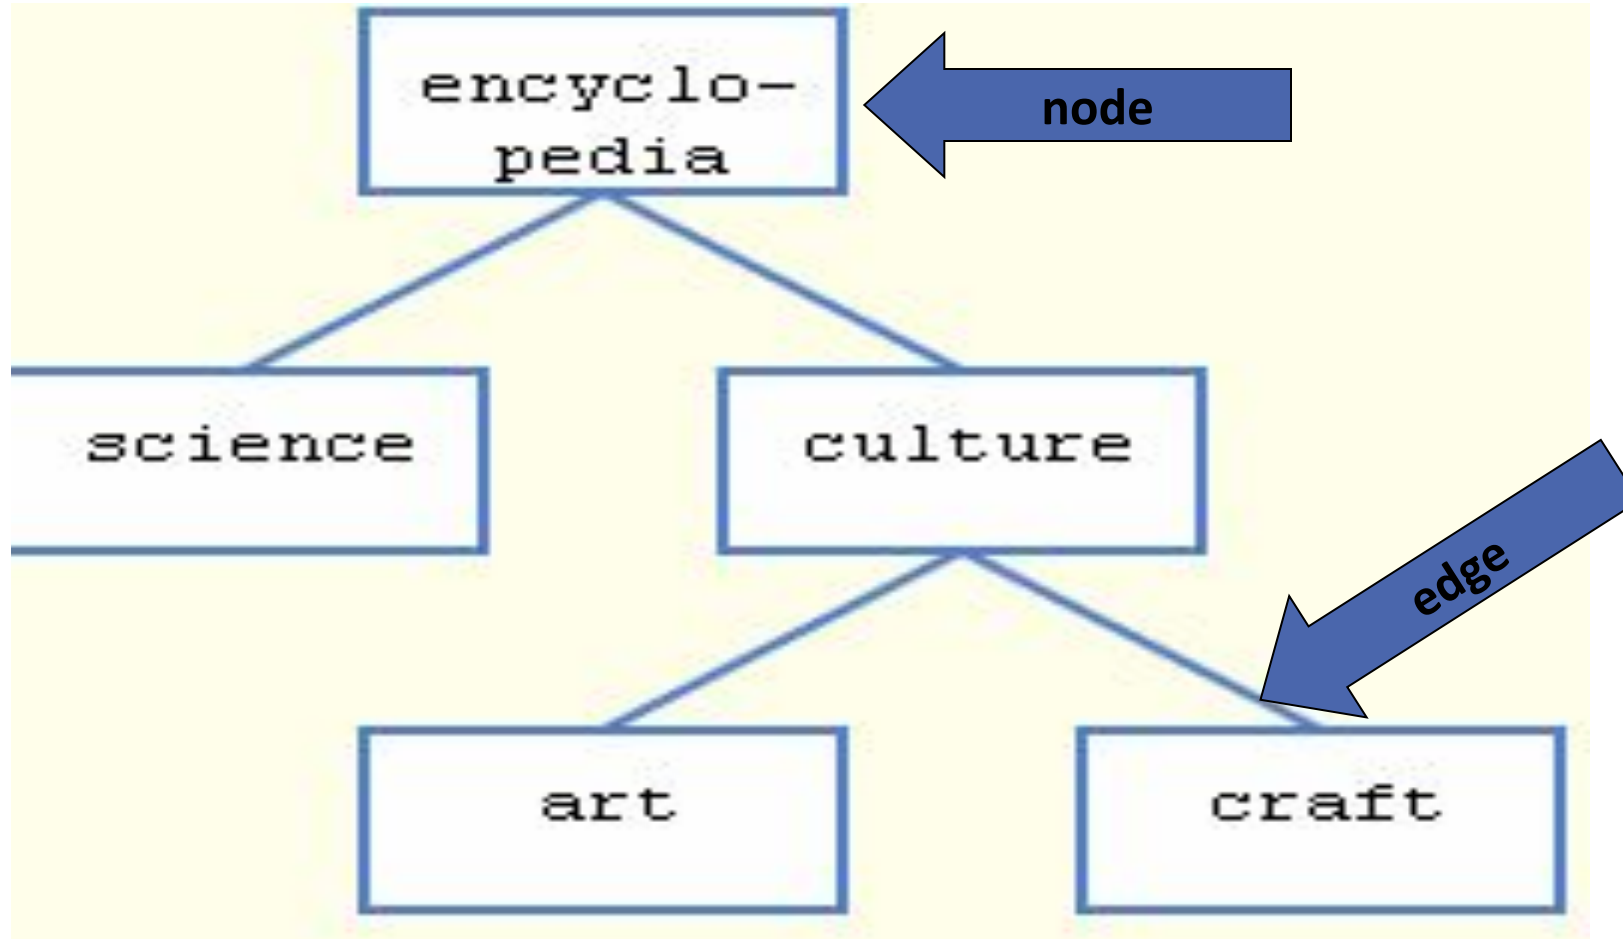 encyclo-
pedia
node
science
culture
edge
art
craft